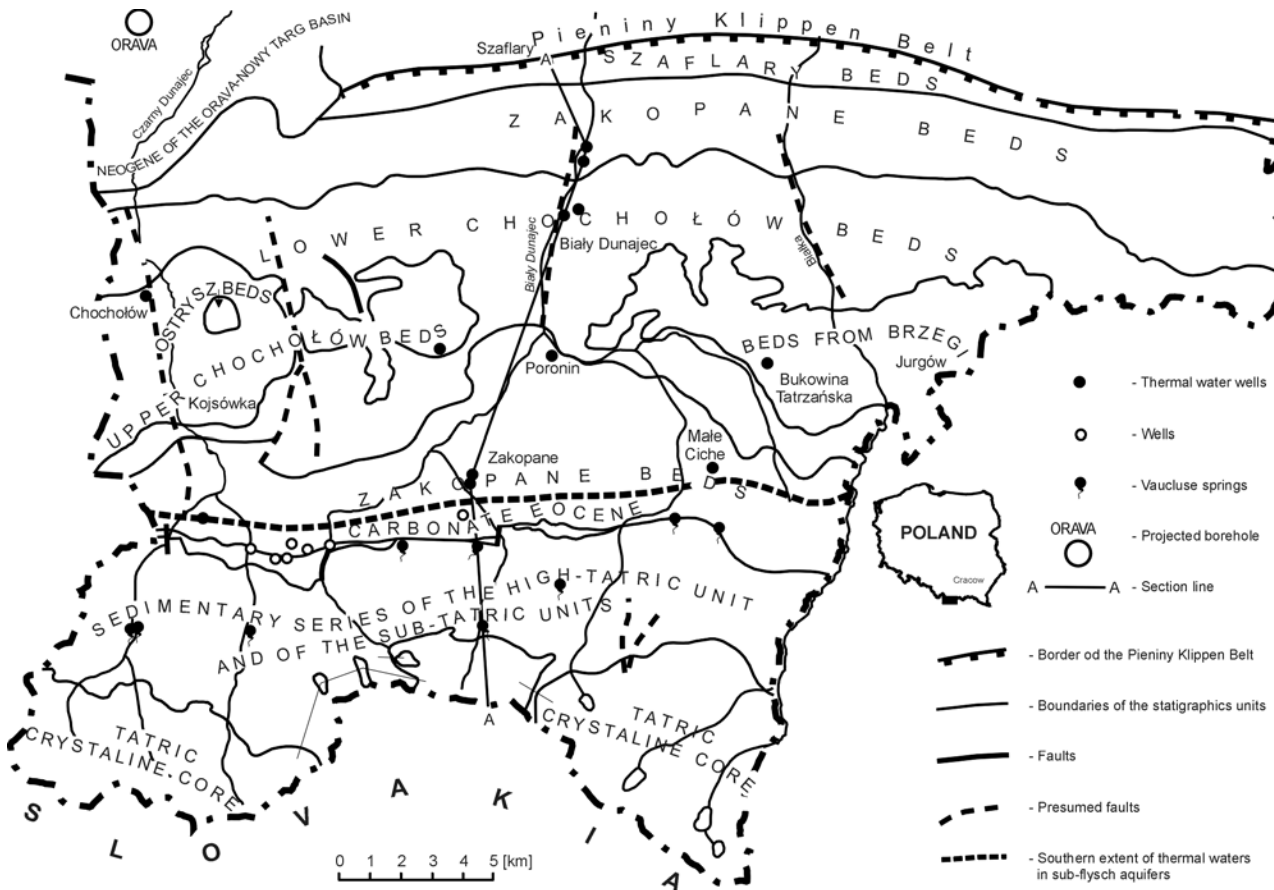 ORAVA
Pieniny Klippen Belt
Szaflary
A
SZAFLARY BEDS
Czarny Dunajec
NEOGENE OF THE ORAVA-NOWY TARG BASIN
ZAKOPANE BEDS
LOWER CHOCHOŁÓW BEDS
Biały Dunajec
Biały Dunajec
Białka
Chochołów
OSTRYSZ BEDS
UPPER CHOCHOŁÓW BEDS
Kojsówka
Poronin
BEDS FROM BRZEGI
Jurgów
Bukowina
Tatrzańska
Zakopane
Małe
Ciche
ZAKOPANE BEDS
CARBONATE EOCENE
SEDIMENTARY SERIES OF THE HIGH-TATRIC UNIT
AND OF THE SUB-TATRIC UNITS
A
TATRIC
CRYSTALINE CORE
TATRIC
CRYSTALINE CORE
SLOVAKIA
0 1 2 3 4 5 [km]
- Thermal water wells
- Wells
- Vaucluse springs
POLAND
Cracow
ORAVA
- Projected borehole
A A - Section line
- Border od the Pieniny Klippen Belt
- Boundaries of the statigraphics units
- Faults
- Presumed faults
- Southern extent of thermal waters
in sub-flysch aquifers